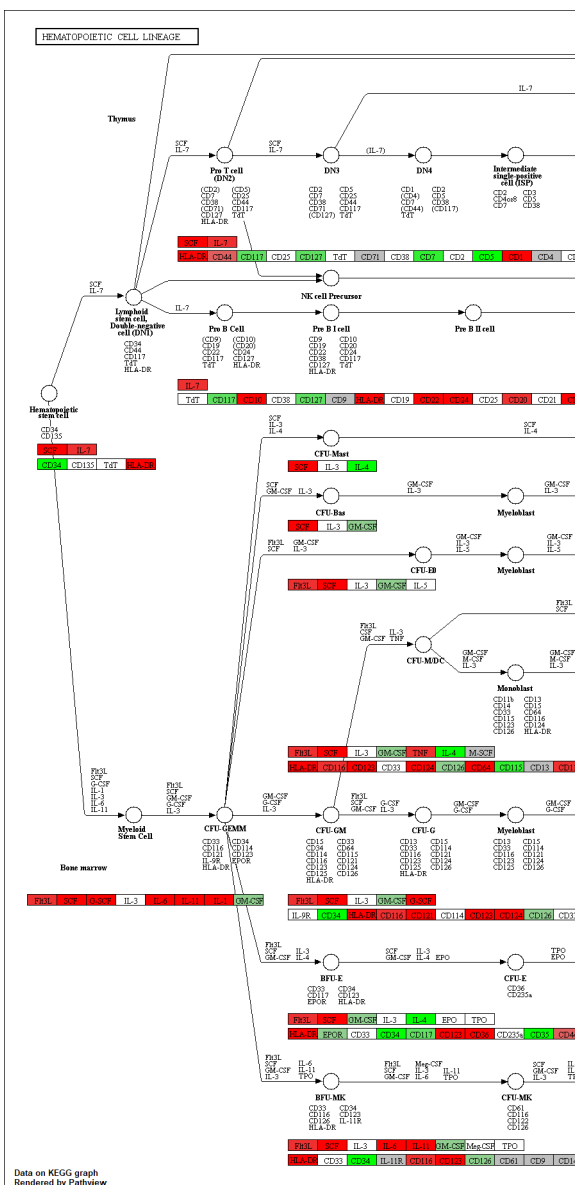 HEMATOPOIETIC CELL LINEAGE
IL-7
Thymus
SCF
IL-7
SCF
IL-7
(IL-7)
Pro T cell
(DN2)
DN3
DN4
Intermediate
single-positive
cell (ISP)
(CD2) (CD5)
CD7 CD25
CD38 CD44
(CD71) CD117
CD127 TdT
HLA-DR
CD2 CD5
CD7 CD25
CD38 CD44
CD71 CD117
(CD127) TdT
CD1 CD2
(CD4) CD5
CD7 CD38
(CD44) (CD117)
TdT
CD2 CD3
CD4or8 CD5
CD7 CD38
SCF IL-7
HLA-DR CD44 CD117 CD25 CD127 TdT CD71 CD38 CD7 CD2 CD5 CD1 CD4
NK cell Precursor
SCF
IL-7
Lymphoid
stem cell,
Double-negative
cell (DN1)
CD34
CD44
CD117
TdT
HLA-DR
IL-7
Pro B Cell
Pre B I cell
Pre B II cell
(CD9) (CD10)
CD19 (CD20)
CD22 CD24
CD117 CD127
TdT HLA-DR
CD9 CD10
CD19 CD20
CD22 CD24
CD38 CD117
CD127 TdT
HLA-DR
IL-7
TdT CD117 CD10 CD38 CD127 CD9 HLA-DR CD19 CD22 CD24 CD25 CD20 CD21
Hematopoietic
stem cell
CD34
CD135
SCF IL-7
CD34 CD135 TdT HLA-DR
SCF
IL-3
IL-4
CFU-Mast
SCF
IL-4
SCF IL-3 IL-4
SCF
GM-CSF IL-3
CFU-Bas
GM-CSF
IL-3
Myeloblast
GM-CSF
IL-3
SCF IL-3 GM-CSF
Flt3L GM-CSF
SCF IL-3
CFU-E0
GM-CSF
IL-3
IL-5
Myeloblast
GM-CSF
IL-3
IL-5
Flt3L SCF IL-3 GM-CSF IL-5
Flt3L
CSF IL-3
GM-CSF TNF
CFU-M/DC
Flt3L
GM-CSF SCF
GM-CSF
M-CSF
IL-3
Monoblast
GM-CSF
M-CSF
IL-3
CD11b CD13
CD14 CD15
CD33 CD64
CD115 CD116
CD123 CD124
CD126 HLA-DR
Flt3L SCF IL-3 GM-CSF TNF IL-4 M-SCF
HLA-DR CD116 CD123 CD33 CD124 CD126 CD64 CD115 CD13
Flt3L
SCF
G-CSF
IL-1
IL-3
IL-6
IL-11
Myeloid
Stem Cell
Flt3L
SCF
GM-CSF
G-CSF
IL-3
CFU-GEMM
GM-CSF
G-CSF
IL-3
CFU-GM
Flt3L
SCF G-CSF
GM-CSF IL-3
CFU-G
GM-CSF
G-CSF
Myeloblast
GM-CSF
G-CSF
CD33 CD34
CD116 CD114
CD121 CD123
IL-9R EPOR
HLA-DR
CD15 CD33
CD34 CD64
CD114 CD115
CD116 CD121
CD123 CD124
CD125 CD126
HLA-DR
CD13 CD15
CD33 CD114
CD116 CD121
CD123 CD124
CD125 CD126
HLA-DR
CD13 CD15
CD33 CD114
CD116 CD121
CD123 CD124
CD125 CD126
Bone marrow
Flt3L SCF G-SCF IL-3 IL-6 IL-11 IL-1 GM-CSF
Flt3L SCF IL-3 GM-CSF G-SCF
IL-9R CD34 HLA-DR CD116 CD121 CD114 CD123 CD124 CD126
Flt3L
SCF IL-3
GM-CSF IL-4
BFU-E
SCF IL-3
GM-CSF IL-4 EPO
CFU-E
TPO
EPO
CD33 CD34
CD117 CD123
EPOR HLA-DR
CD36
CD235a
Flt3L SCF GM-CSF IL-3 IL-4 EPO TPO
HLA-DR EPOR CD33 CD34 CD117 CD123 CD36 CD235a CD35
Flt3L
SCF IL-6
GM-CSF IL-11
IL-3 TPO
BFU-MK
Flt3L Meg-CSF
SCF IL-3 IL-11
GM-CSF IL-6 TPO
CFU-MK
SCF
GM-CSF
IL-3
CD33 CD34
CD116 CD123
CD126 IL-11R
HLA-DR
CD61
CD116
CD122
CD126
Flt3L SCF IL-3 IL-6 IL-11 GM-CSF Meg-CSF TPO
HLA-DR CD33 CD34 IL-11R CD116 CD123 CD126 CD61 CD9
Data on KEGG graph
Rendered by Pathview